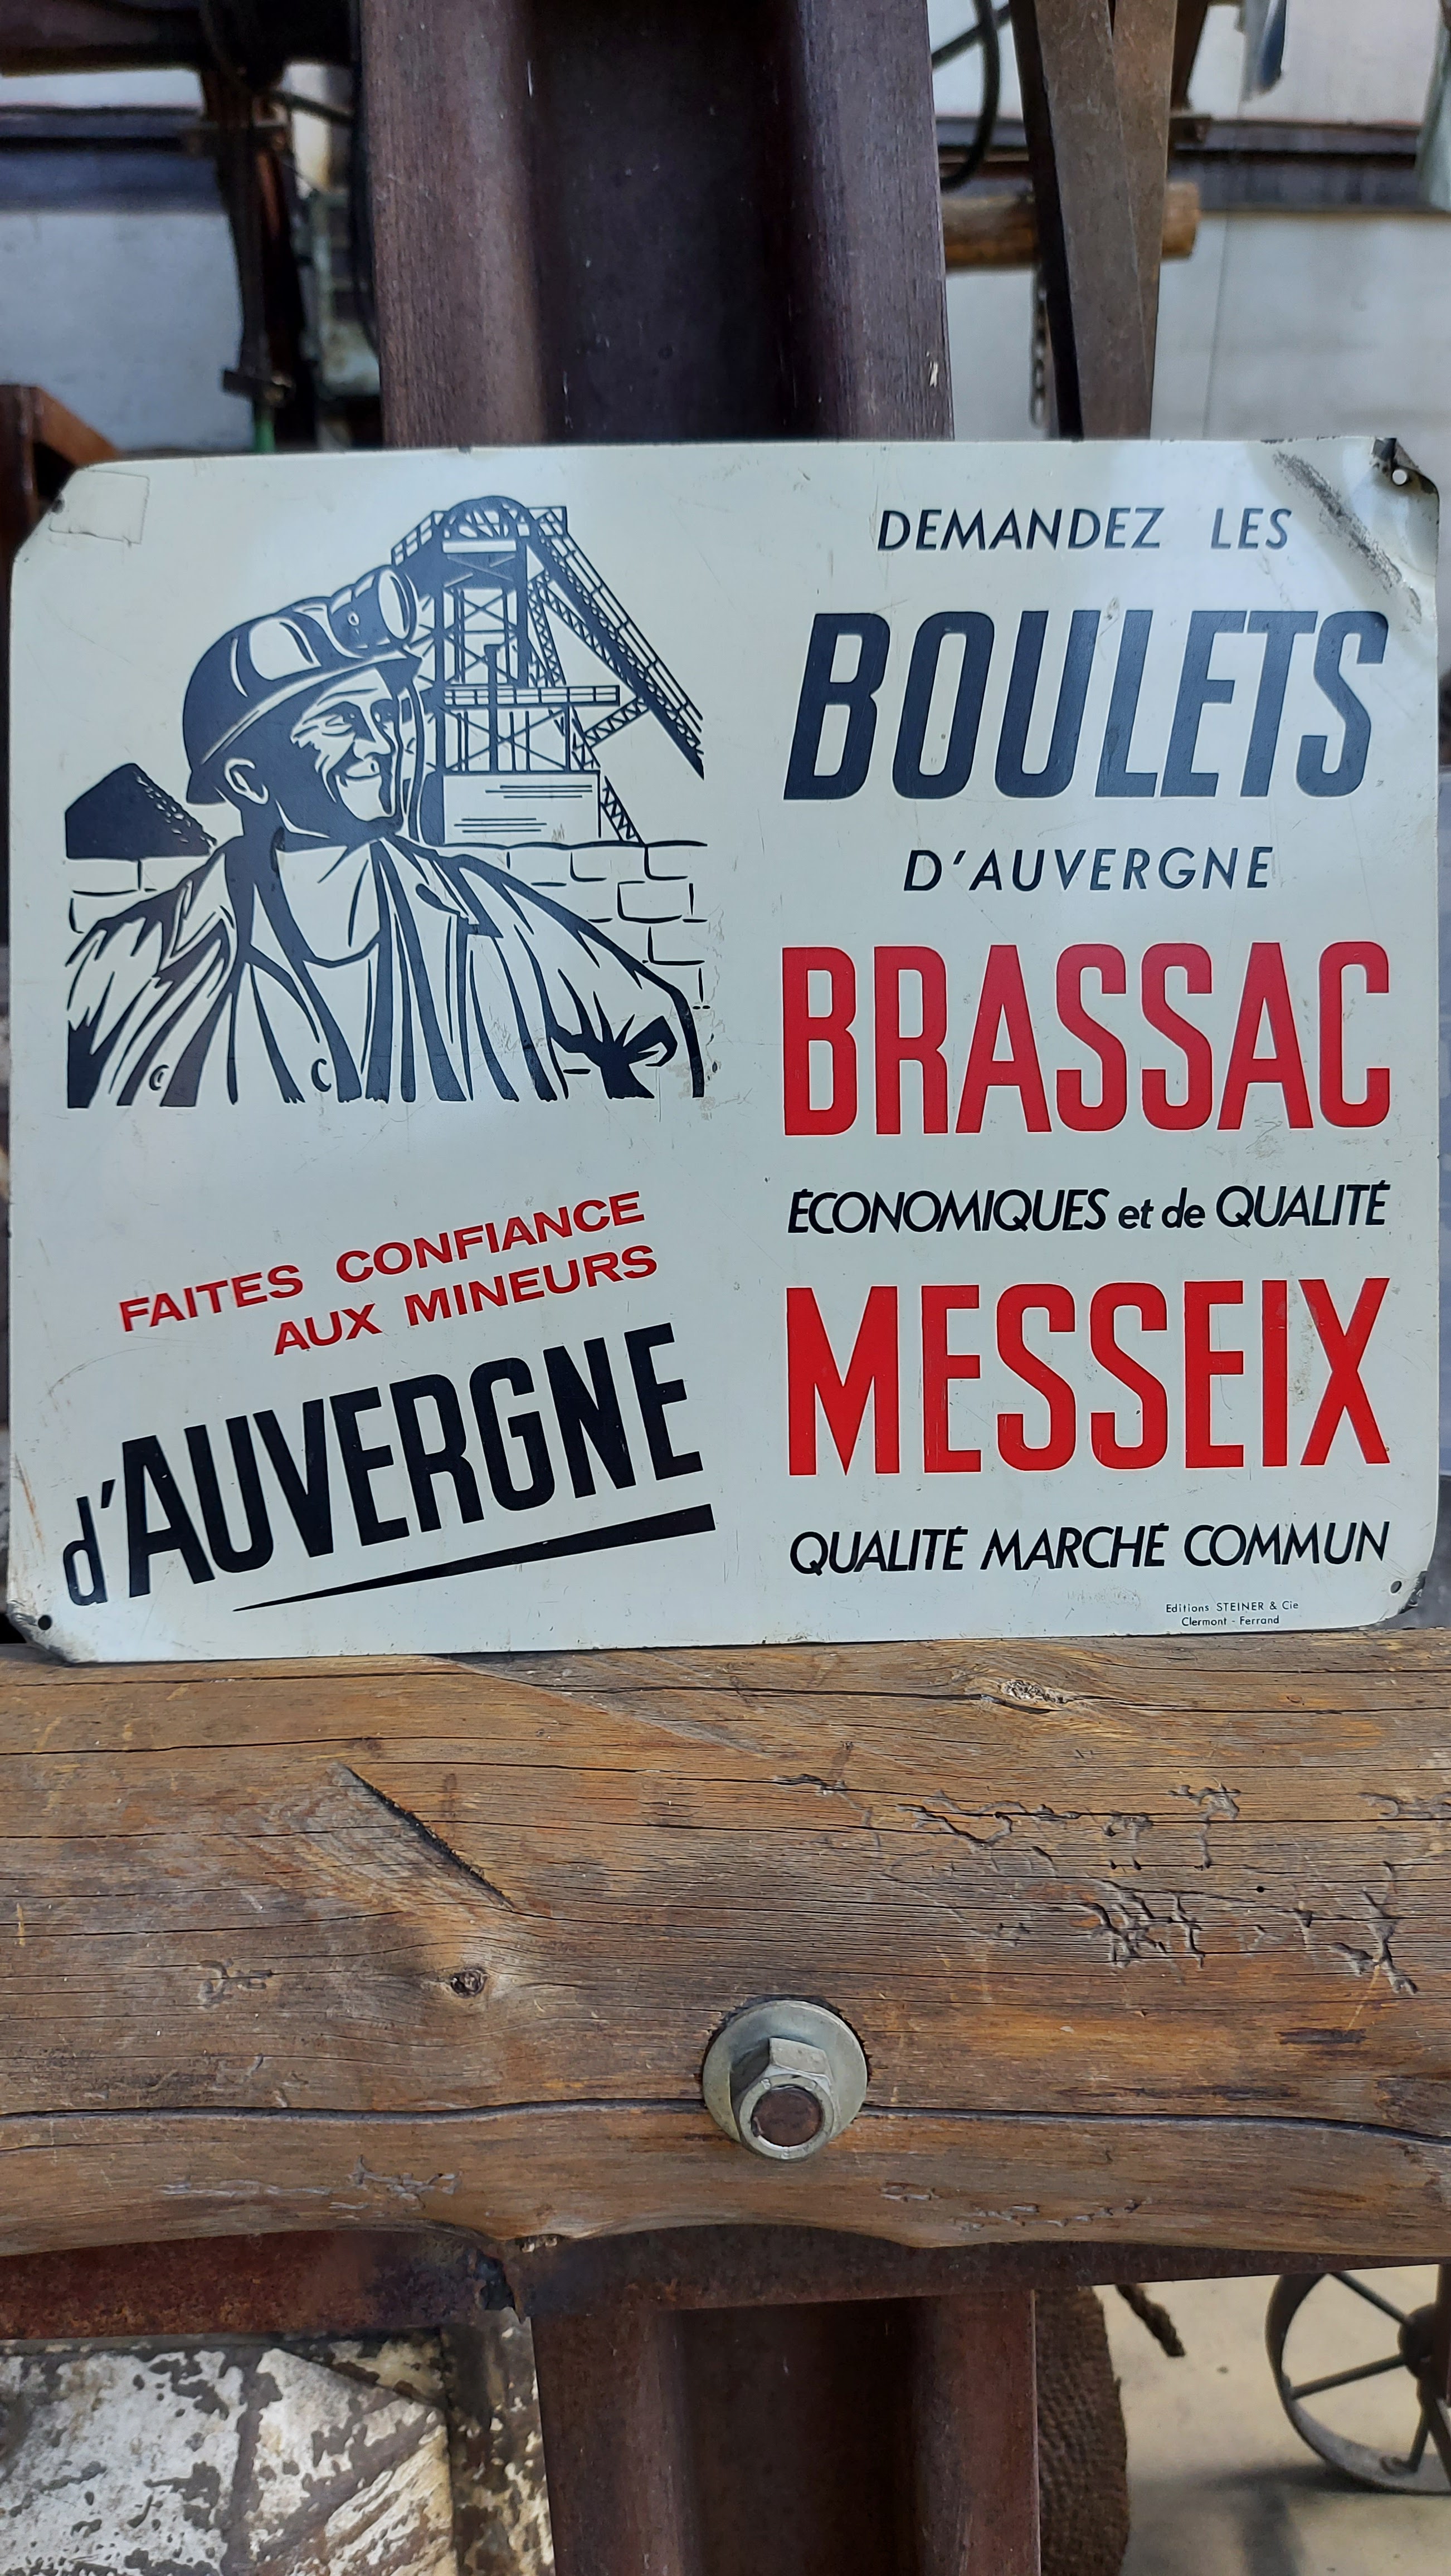 DEMANDEZ LES
BOULETS
D'AUVERGNE
BRASSAC
ÉCONOMIQUES et de QUALITÉ
MESSEIX
QUALITÉ MARCHÉ COMMUN
FAITES CONFIANCE
AUX MINEURS
d'AUVERGNE
Editions STEINER & Cie
Clermont - Ferrand